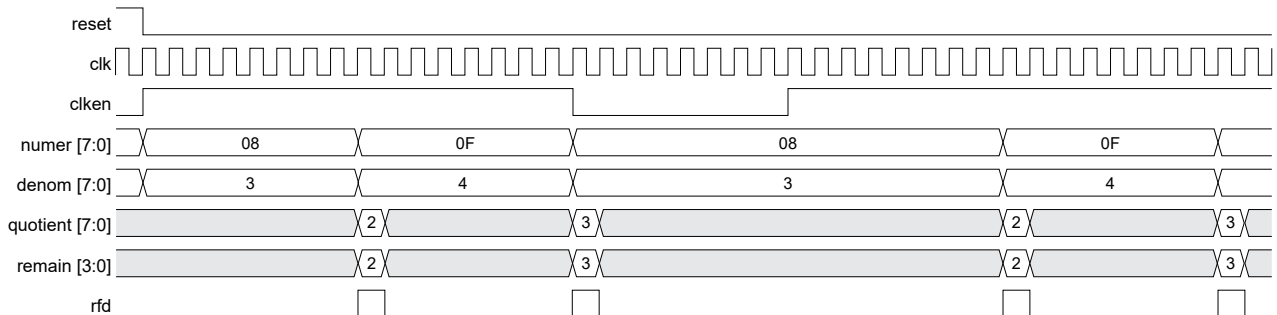 reset
clk
clken
numer [7:0] 08 0F 08 0F
denom [7:0] 3 4 3 4
quotient [7:0] 2 3 2 3
remain [3:0] 2 3 2 3
rfd